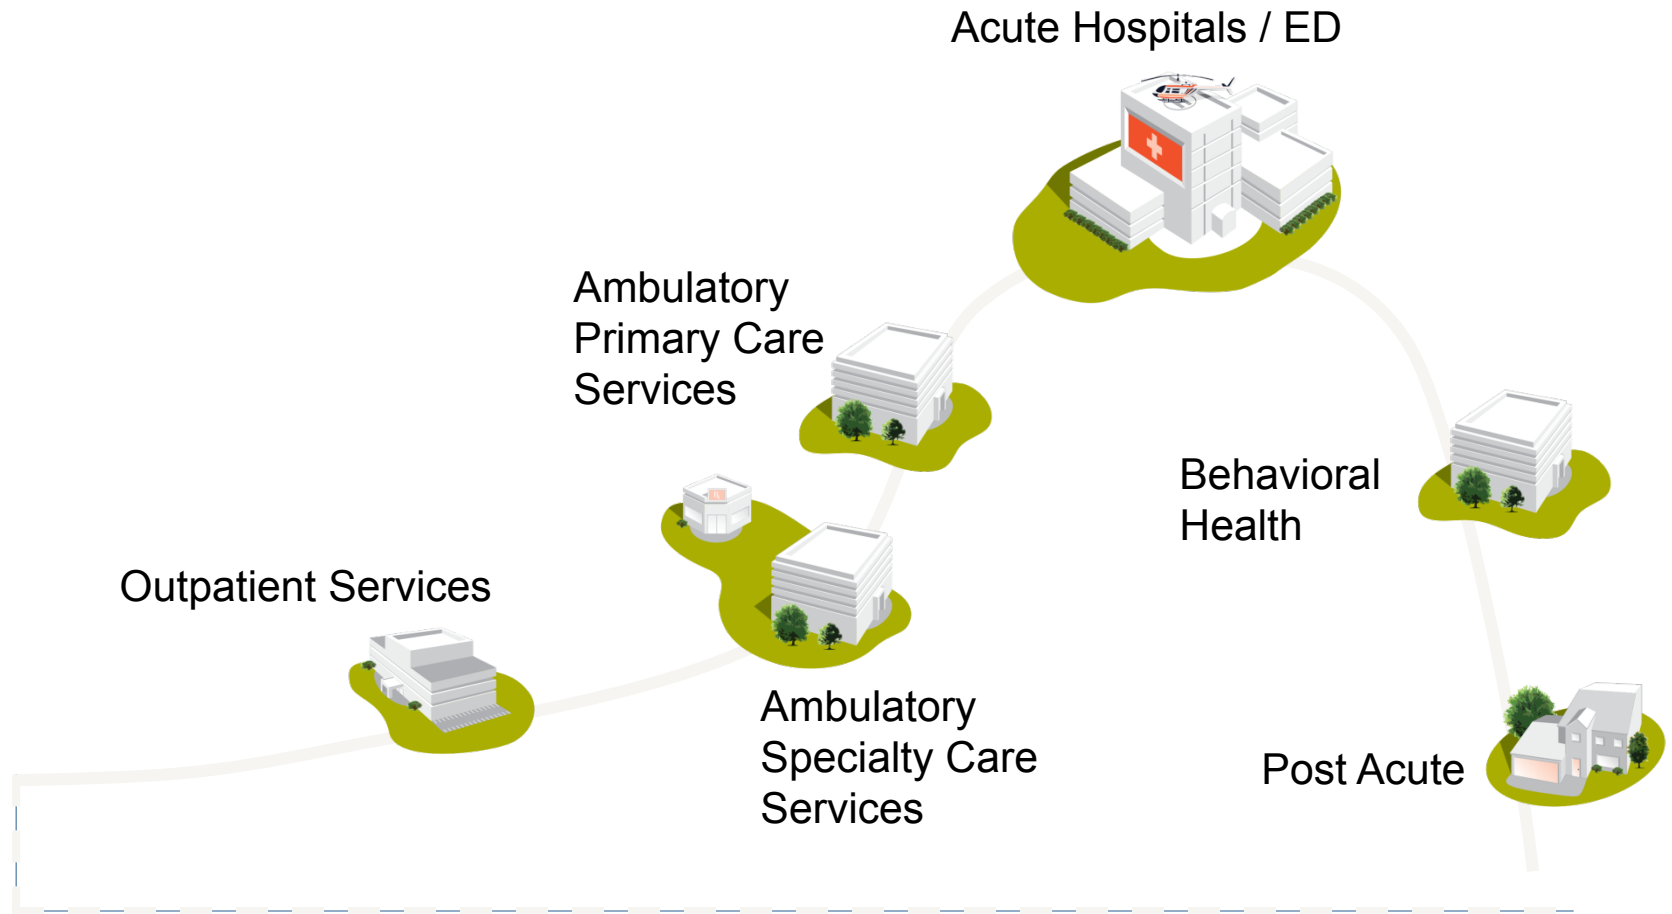 Acute Hospitals / ED
Ambulatory
Primary Care
Services
Behavioral
Health
Outpatient Services
Ambulatory
Specialty Care
Services
Post Acute